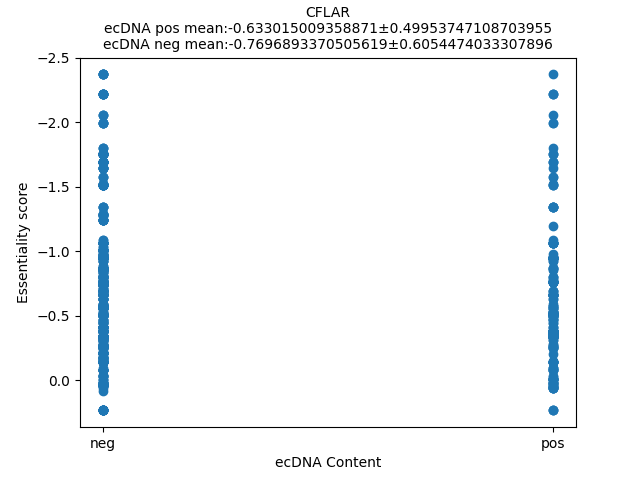 CFLAR
ecDNA pos mean:-0.633015009358871±0.49953747108703955
ecDNA neg mean:-0.7696893370505619±0.6054474033307896
−2.5
−2.0
−1.5
−1.0
−0.5
0.0
Essentiality score
neg
pos
ecDNA Content